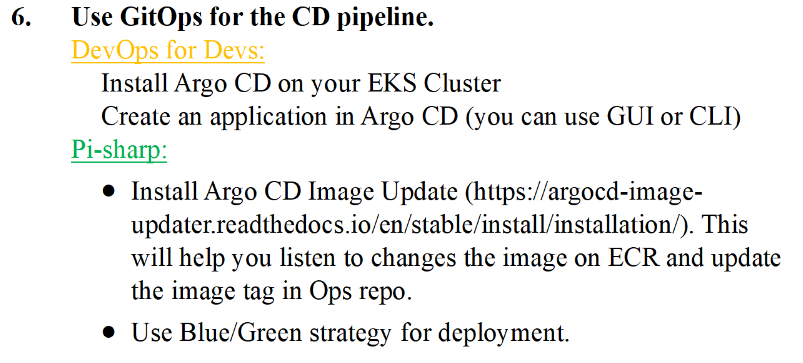 6. Use GitOps for the CD pipeline.
DevOps for Devs:
Install Argo CD on your EKS Cluster
Create an application in Argo CD (you can use GUI or CLI)
Pi-sharp:
● Install Argo CD Image Update (https://argocd-image-
updater.readthedocs.io/en/stable/install/installation/). This
will help you listen to changes the image on ECR and update
the image tag in Ops repo.
● Use Blue/Green strategy for deployment.